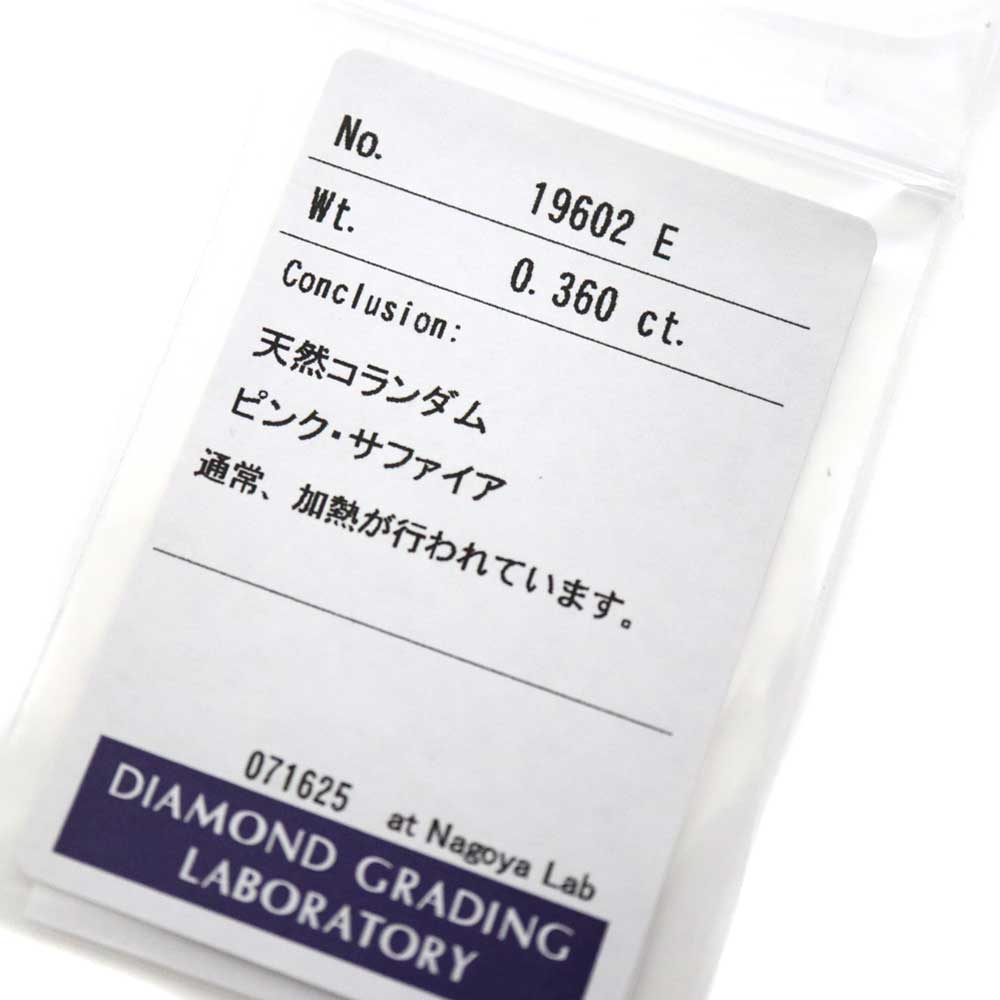 No. 19602 E
Wt. 0.360 ct.
Conclusion:
天然コランダム
ピンク・サファイア
通常、加熱が行われています。
071625 at Nagoya Lab
DIAMOND GRADING
LABORATORY